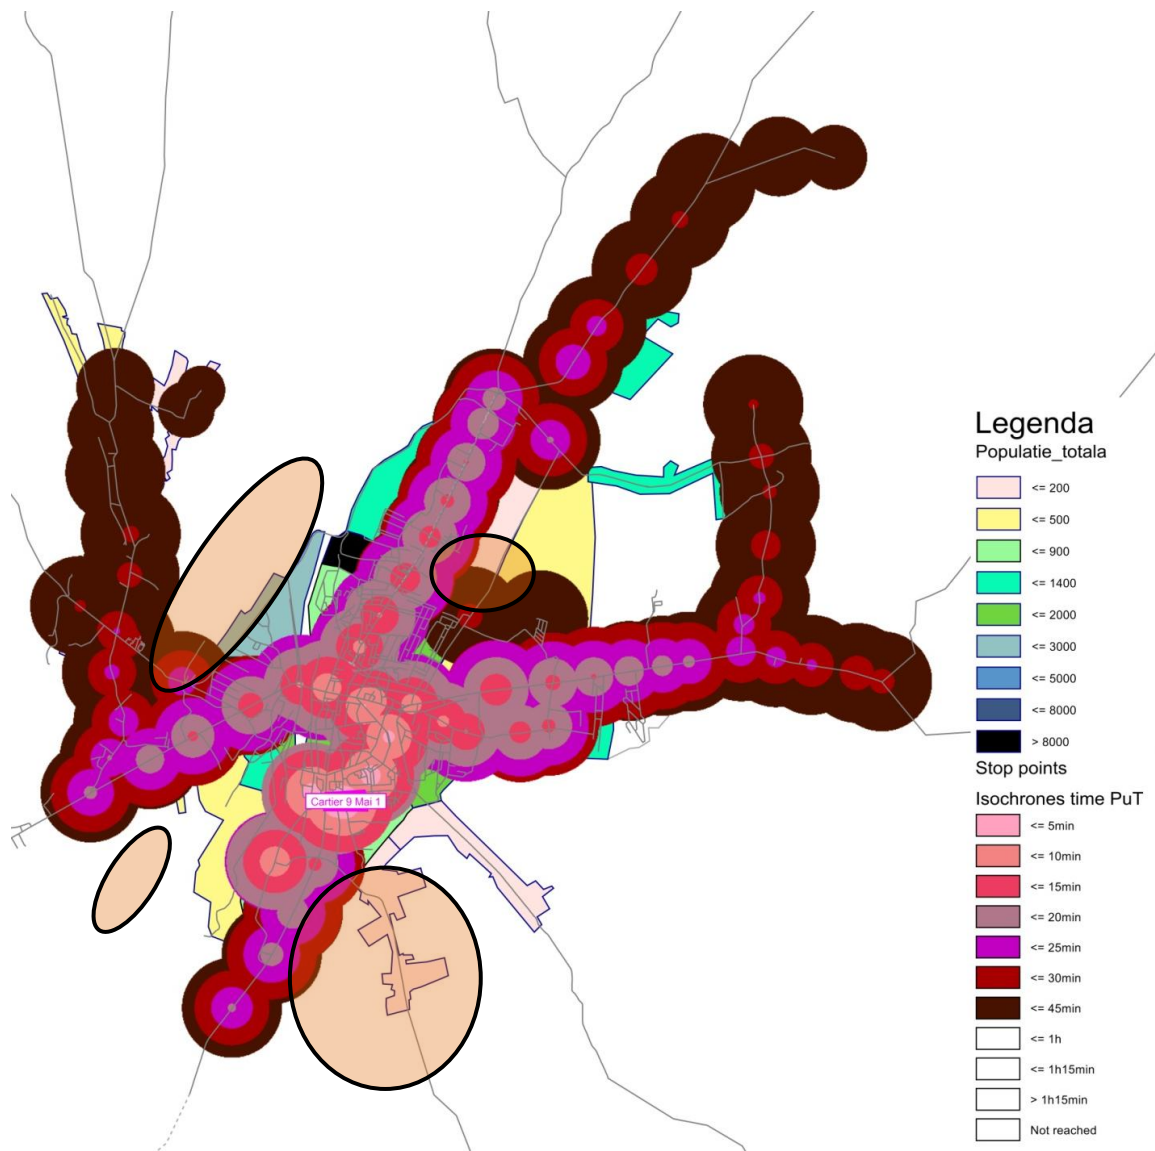 Cartier 9 Mai 1
Legenda
Populatie_totala
<= 200
<= 500
<= 900
<= 1400
<= 2000
<= 3000
<= 5000
<= 8000
> 8000
Stop points
Isochrones time PuT
<= 5min
<= 10min
<= 15min
<= 20min
<= 25min
<= 30min
<= 45min
<= 1h
<= 1h15min
> 1h15min
Not reached